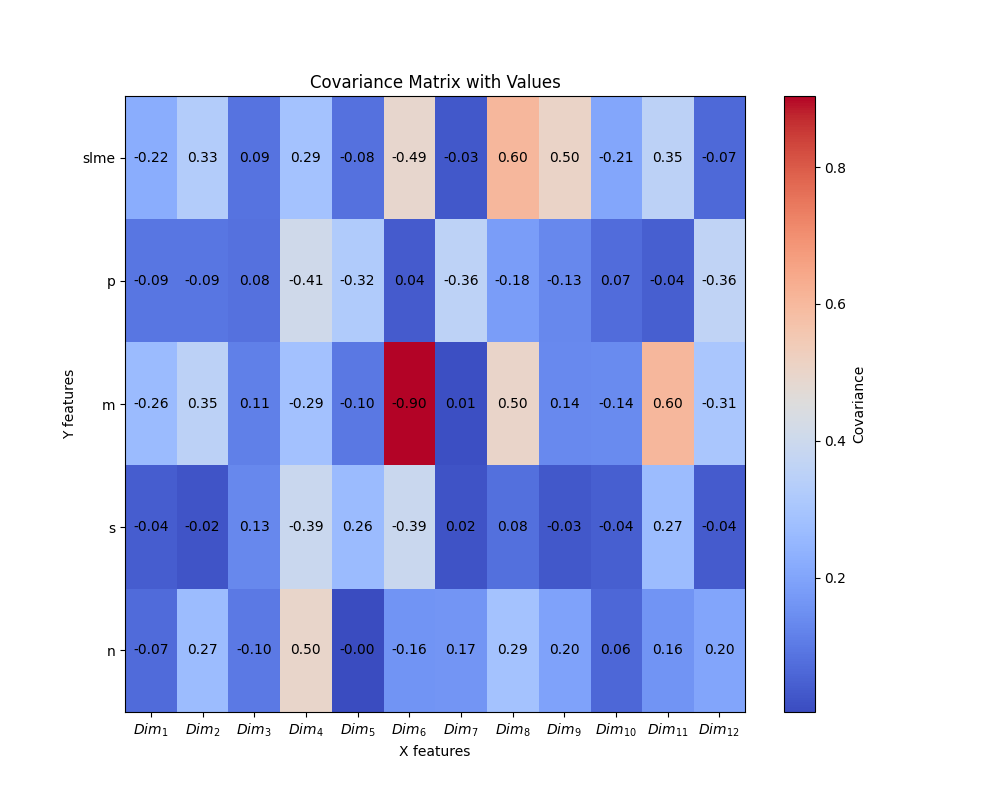 Covariance Matrix with Values
slme -0.22 0.33 0.09 0.29 -0.08 -0.49 -0.03 0.60 0.50 -0.21 0.35 -0.07
p -0.09 -0.09 0.08 -0.41 -0.32 0.04 -0.36 -0.18 -0.13 0.07 -0.04 -0.36
m -0.26 0.35 0.11 -0.29 -0.10 -0.90 0.01 0.50 0.14 -0.14 0.60 -0.31
s -0.04 -0.02 0.13 -0.39 0.26 -0.39 0.02 0.08 -0.03 -0.04 0.27 -0.04
n -0.07 0.27 -0.10 0.50 -0.00 -0.16 0.17 0.29 0.20 0.06 0.16 0.20
Dim₁ Dim₂ Dim₃ Dim₄ Dim₅ Dim₆ Dim₇ Dim₈ Dim₉ Dim₁₀ Dim₁₁ Dim₁₂
X features
Y features
0.8
0.6
0.4
0.2
Covariance